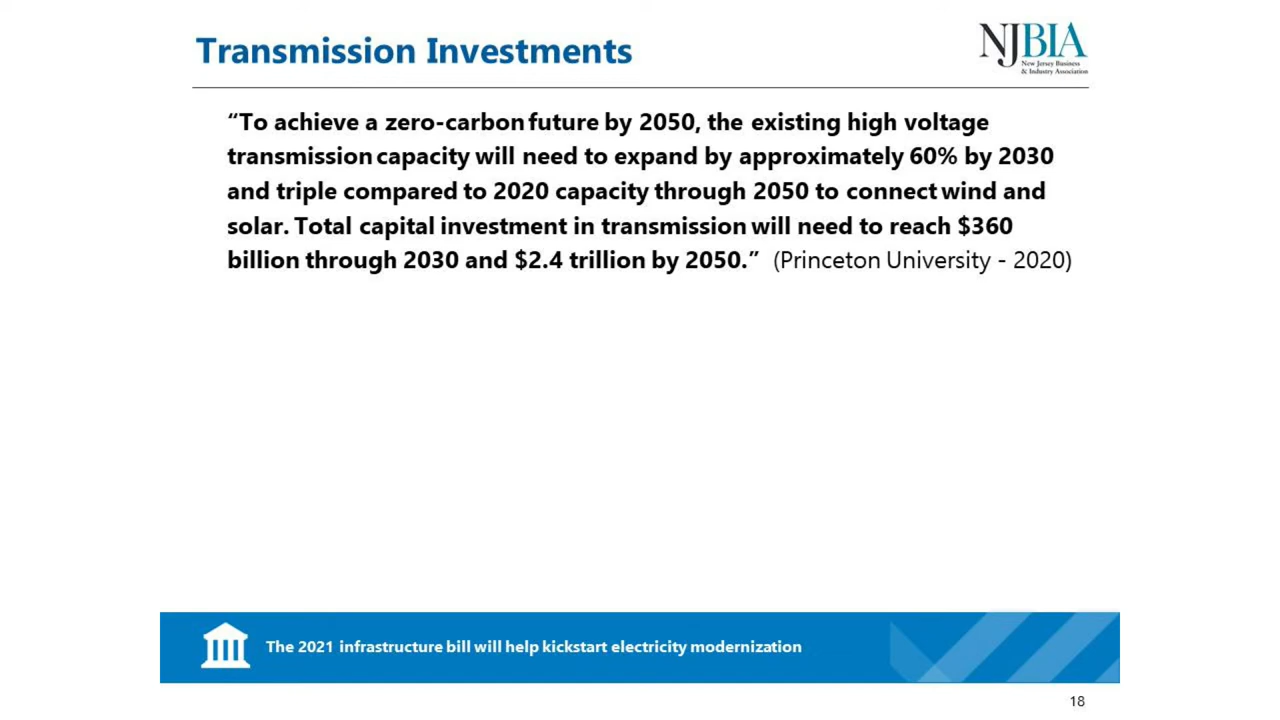 Transmission Investments
NJBIA
New Jersey Business
& Industry Association
“To achieve a zero-carbon future by 2050, the existing high voltage
transmission capacity will need to expand by approximately 60% by 2030
and triple compared to 2020 capacity through 2050 to connect wind and
solar. Total capital investment in transmission will need to reach $360
billion through 2030 and $2.4 trillion by 2050.” (Princeton University - 2020)
The 2021 infrastructure bill will help kickstart electricity modernization
18